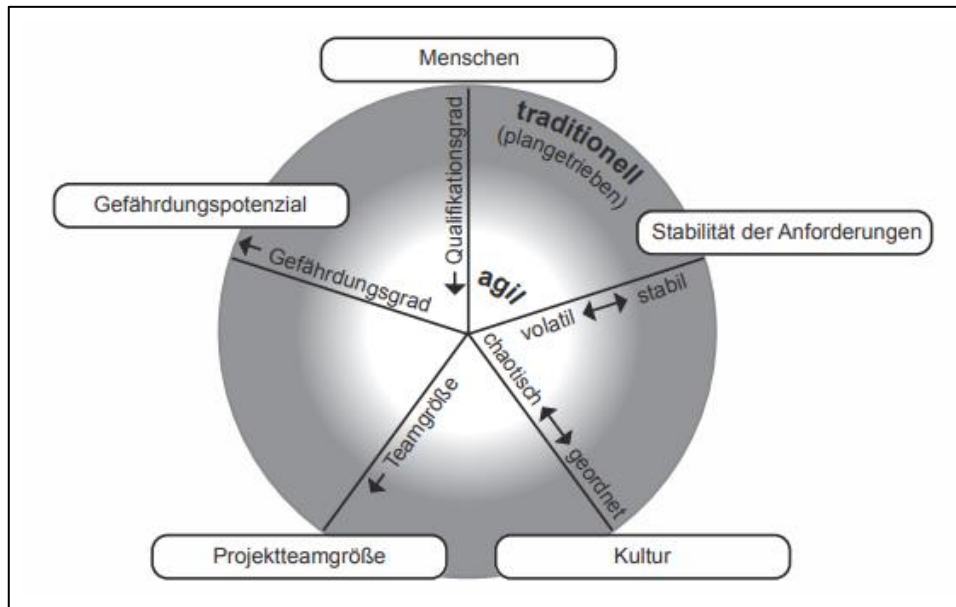 Menschen
traditionell
(plangetrieben)
Qualifikationsgrad
Gefährdungspotenzial
Stabilität der Anforderungen
Gefährdungsgrad
agil
volatil
stabil
chaotisch
geordnet
Teamgröße
Projektteamgröße
Kultur